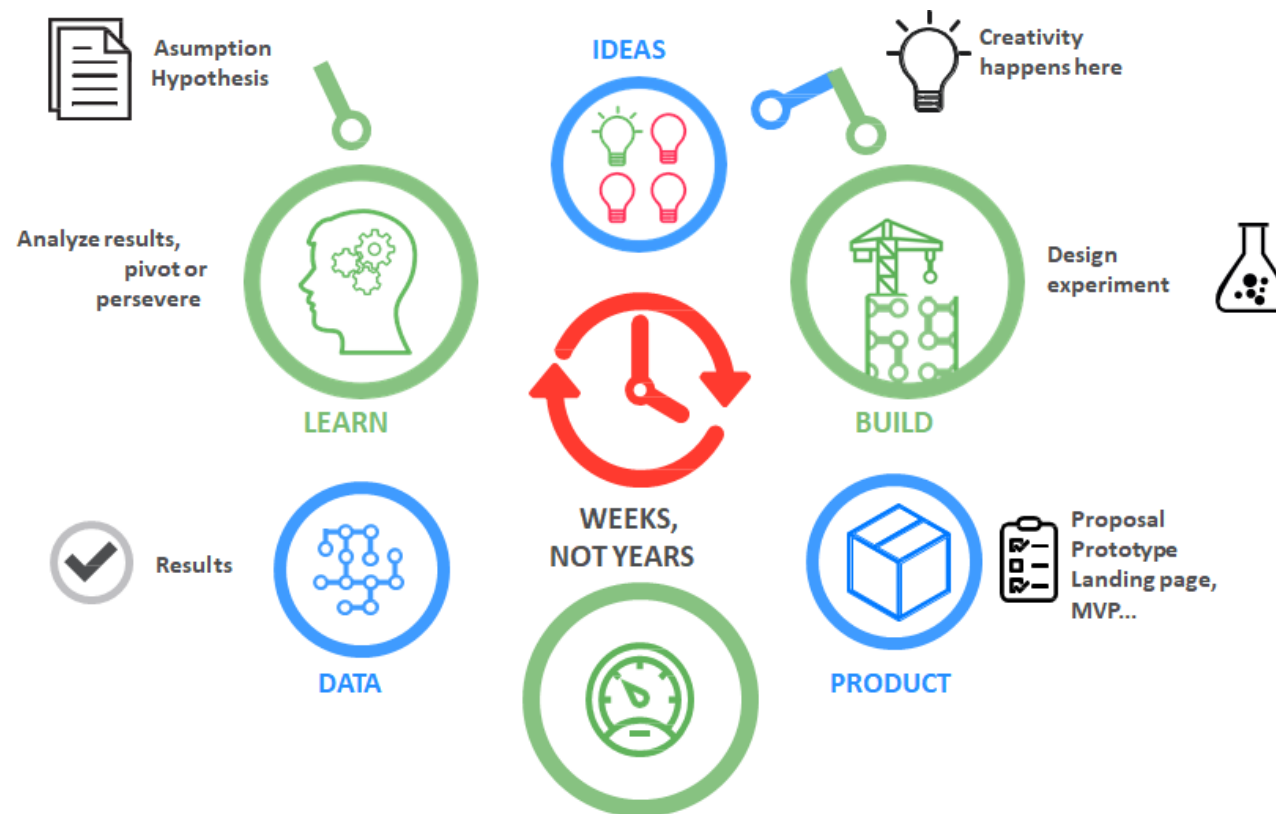 Asumption
Hypothesis
IDEAS
Creativity
happens here
Analyze results,
pivot or
persevere
Design
experiment
LEARN
BUILD
WEEKS,
NOT YEARS
Results
Proposal
Prototype
Landing page,
MVP...
DATA
PRODUCT